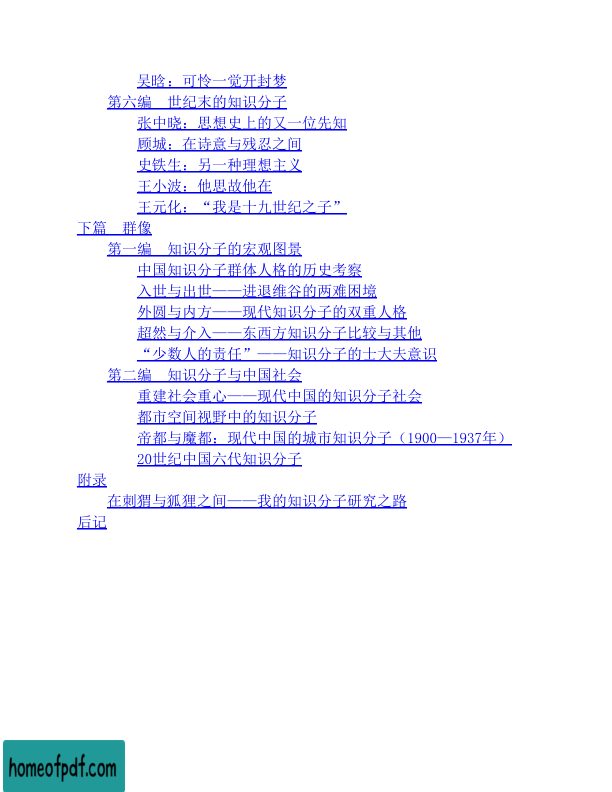 吴晗：可怜一觉开封梦
第六编　世纪末的知识分子
张中晓：思想史上的又一位先知
顾城：在诗意与残忍之间
史铁生：另一种理想主义
王小波：他思故他在
王元化：“我是十九世纪之子”
下篇　群像
第一编　知识分子的宏观图景
中国知识分子群体人格的历史考察
入世与出世——进退维谷的两难困境
外圆与内方——现代知识分子的双重人格
超然与介入——东西方知识分子比较与其他
“少数人的责任”——知识分子的士大夫意识
第二编　知识分子与中国社会
重建社会重心——现代中国的知识分子社会
都市空间视野中的知识分子
帝都与魔都：现代中国的城市知识分子（1900—1937年）
20世纪中国六代知识分子
附录
在刺猬与狐狸之间——我的知识分子研究之路
后记
homeofpdf.com